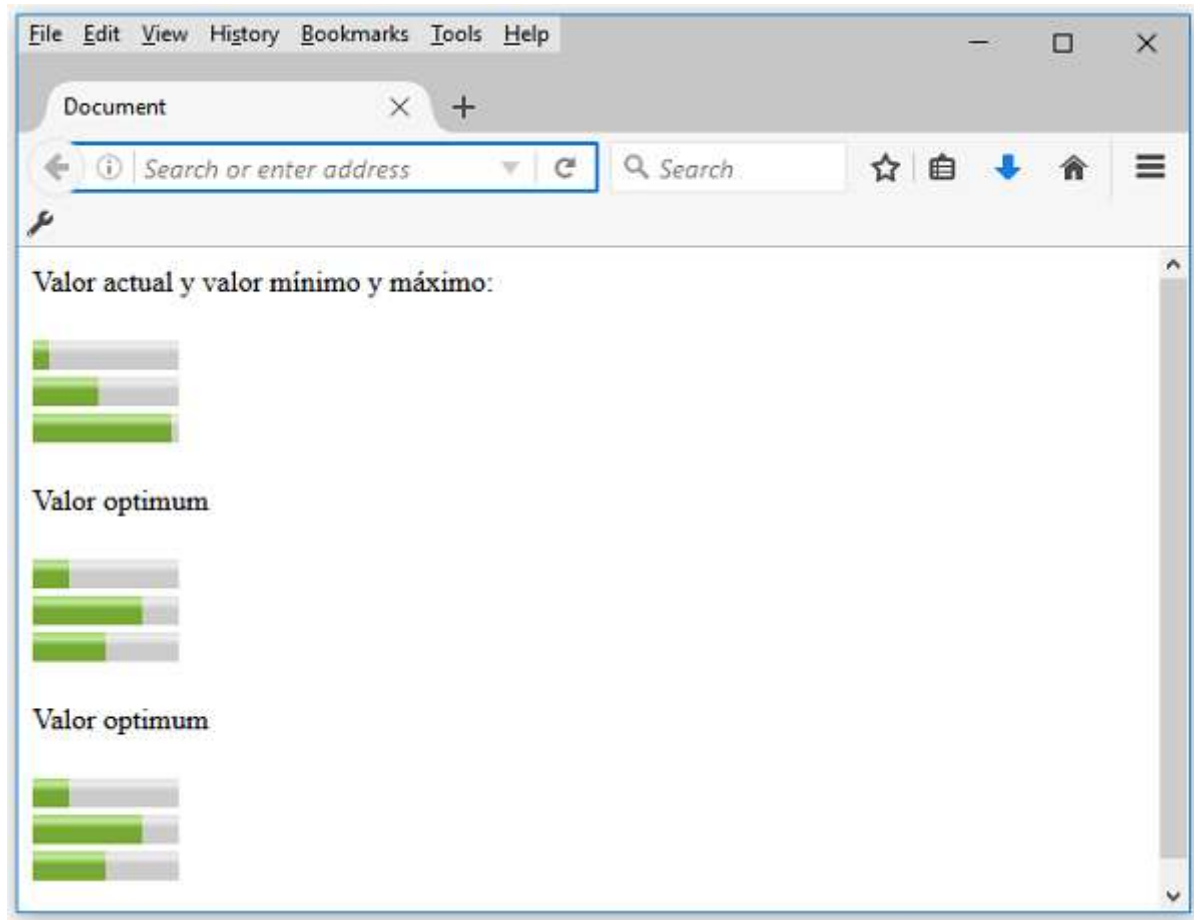 File Edit View History Bookmarks Tools Help
Document
Search or enter address
Search
Valor actual y valor mínimo y máximo:
Valor optimum
Valor optimum